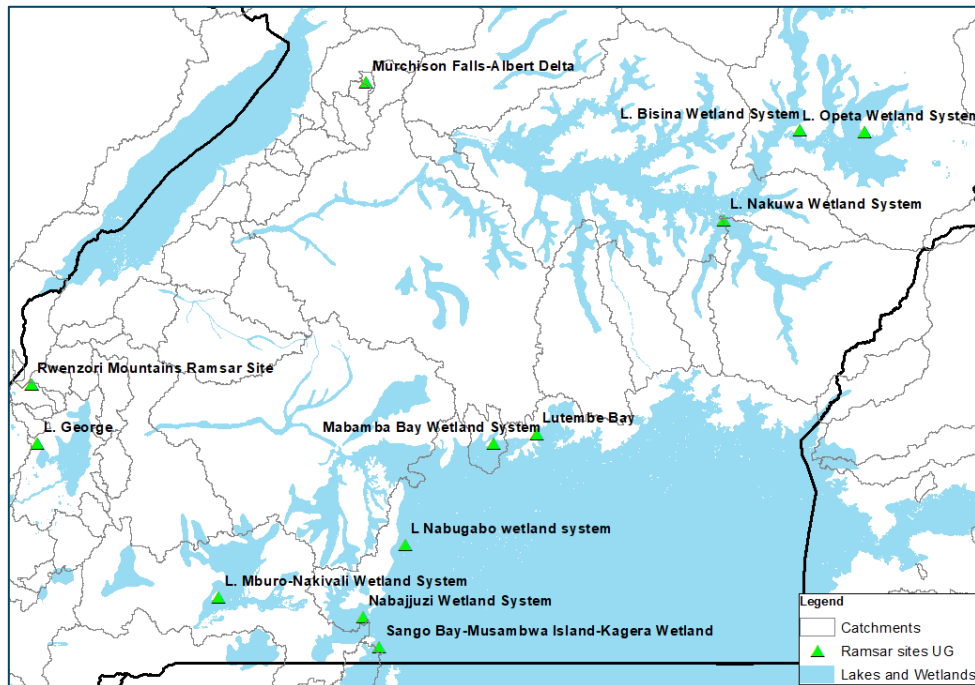 Murchison Falls-Albert Delta
L. Bisina Wetland System
L. Opeta Wetland System
L. Nakuwa Wetland System
Rwenzori Mountains Ramsar Site
L. George
Mabamba Bay Wetland System
Lutembe Bay
L Nabugabo wetland system
L. Mburo-Nakivali Wetland System
Nabajjuzi Wetland System
Sango Bay-Musambwa Island-Kagera Wetland
Legend
Catchments
Ramsar sites UG
Lakes and Wetlands